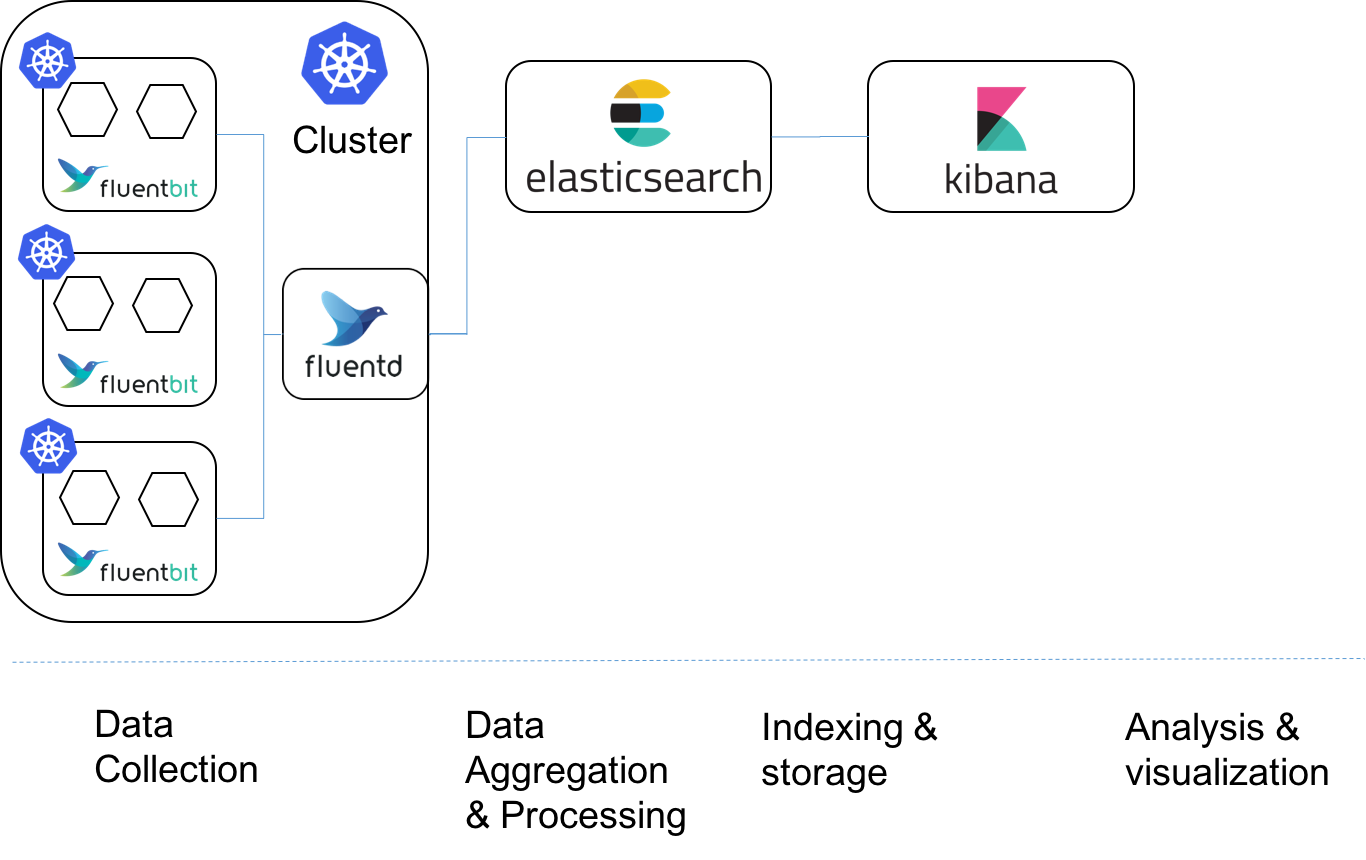 Cluster
fluentbit
fluentbit
fluentbit
fluentd
elasticsearch
kibana
Data
Collection
Data
Aggregation
& Processing
Indexing &
storage
Analysis &
visualization